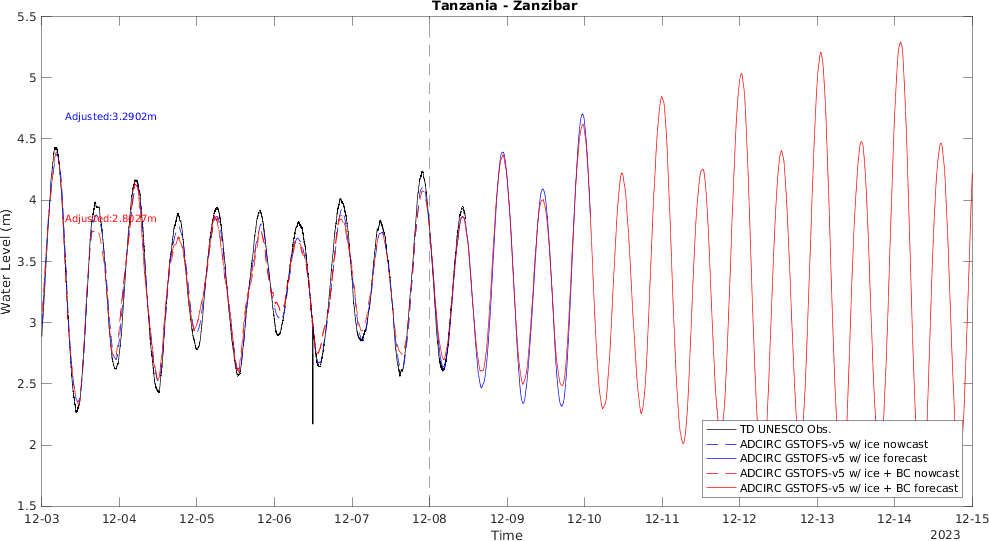 Tanzania - Zanzibar
5.5
5
4.5
4
3.5
3
2.5
2
1.5
Water Level (m)
Adjusted:3.2902m
Adjusted:2.8027m
TD UNESCO Obs.
ADCIRC GSTOFS-v5 w/ ice nowcast
ADCIRC GSTOFS-v5 w/ ice forecast
ADCIRC GSTOFS-v5 w/ ice + BC nowcast
ADCIRC GSTOFS-v5 w/ ice + BC forecast
12-03 12-04 12-05 12-06 12-07 12-08 12-09 12-10 12-11 12-12 12-13 12-14 12-15
Time
2023